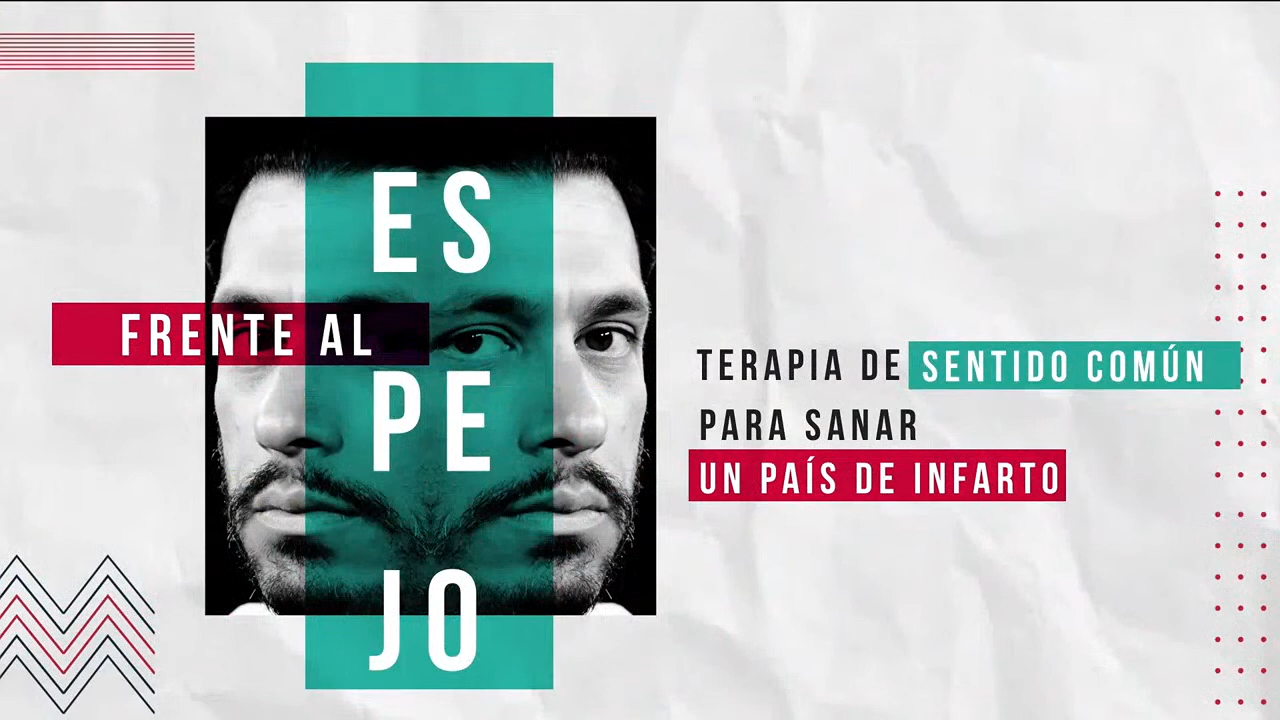 FRENTE AL
ES
PE
JO
TERAPIA DE SENTIDO COMÚN
PARA SANAR
UN PAÍS DE INFARTO